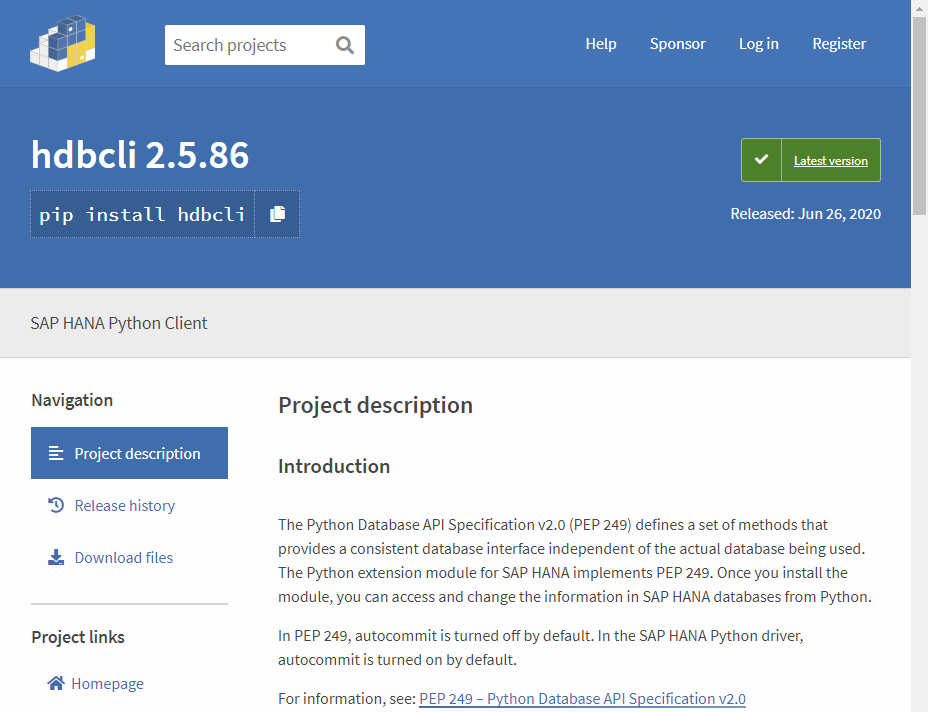 Search projects
Help
Sponsor
Log in
Register
hdbcli 2.5.86
Latest version
pip install hdbcli
Released: Jun 26, 2020
SAP HANA Python Client
Navigation
Project description
Release history
Download files
Project links
Homepage
Project description
Introduction
The Python Database API Specification v2.0 (PEP 249) defines a set of methods that
provides a consistent database interface independent of the actual database being used.
The Python extension module for SAP HANA implements PEP 249. Once you install the
module, you can access and change the information in SAP HANA databases from Python.
In PEP 249, autocommit is turned off by default. In the SAP HANA Python driver,
autocommit is turned on by default.
For information, see: PEP 249 – Python Database API Specification v2.0